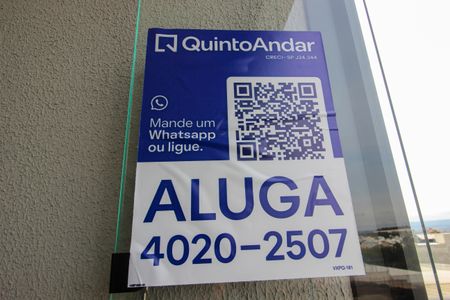 QuintoAndar
CRECI-SP J24.344
Mande um
Whatsapp
ou ligue.
ALUGA
4020-2507